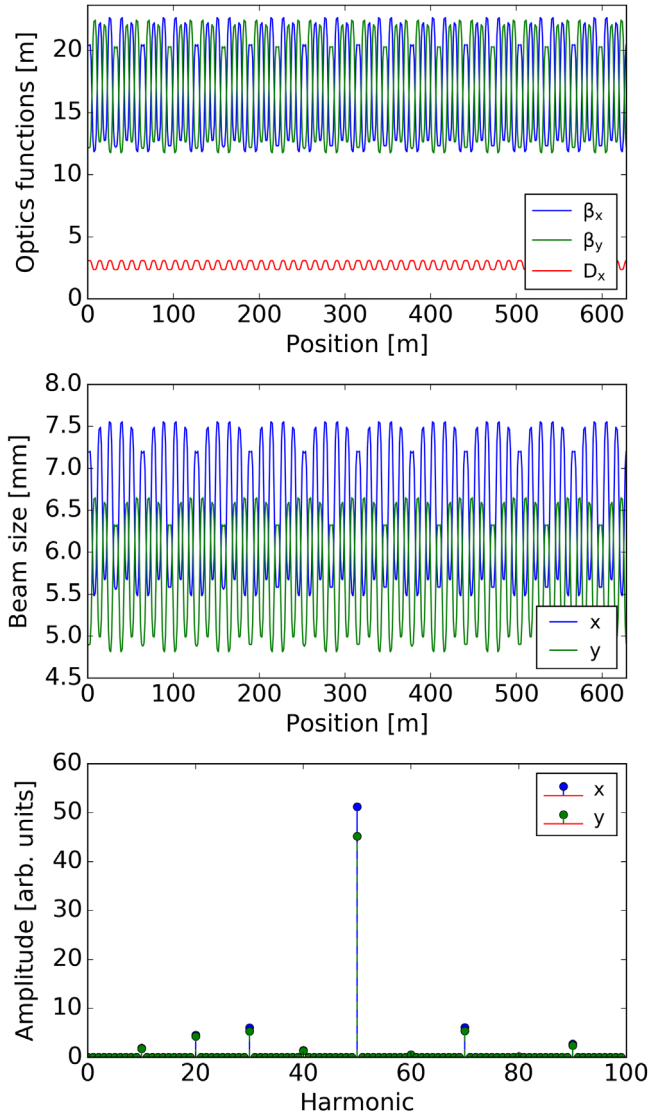 Optics functions [m]
20
15
10
5
0
β_x
β_y
D_x
0 100 200 300 400 500 600
Position [m]
Beam size [mm]
8.0
7.5
7.0
6.5
6.0
5.5
5.0
4.5
x
y
0 100 200 300 400 500 600
Position [m]
Amplitude [arb. units]
60
50
40
30
20
10
0
x
y
0 20 40 60 80 100
Harmonic